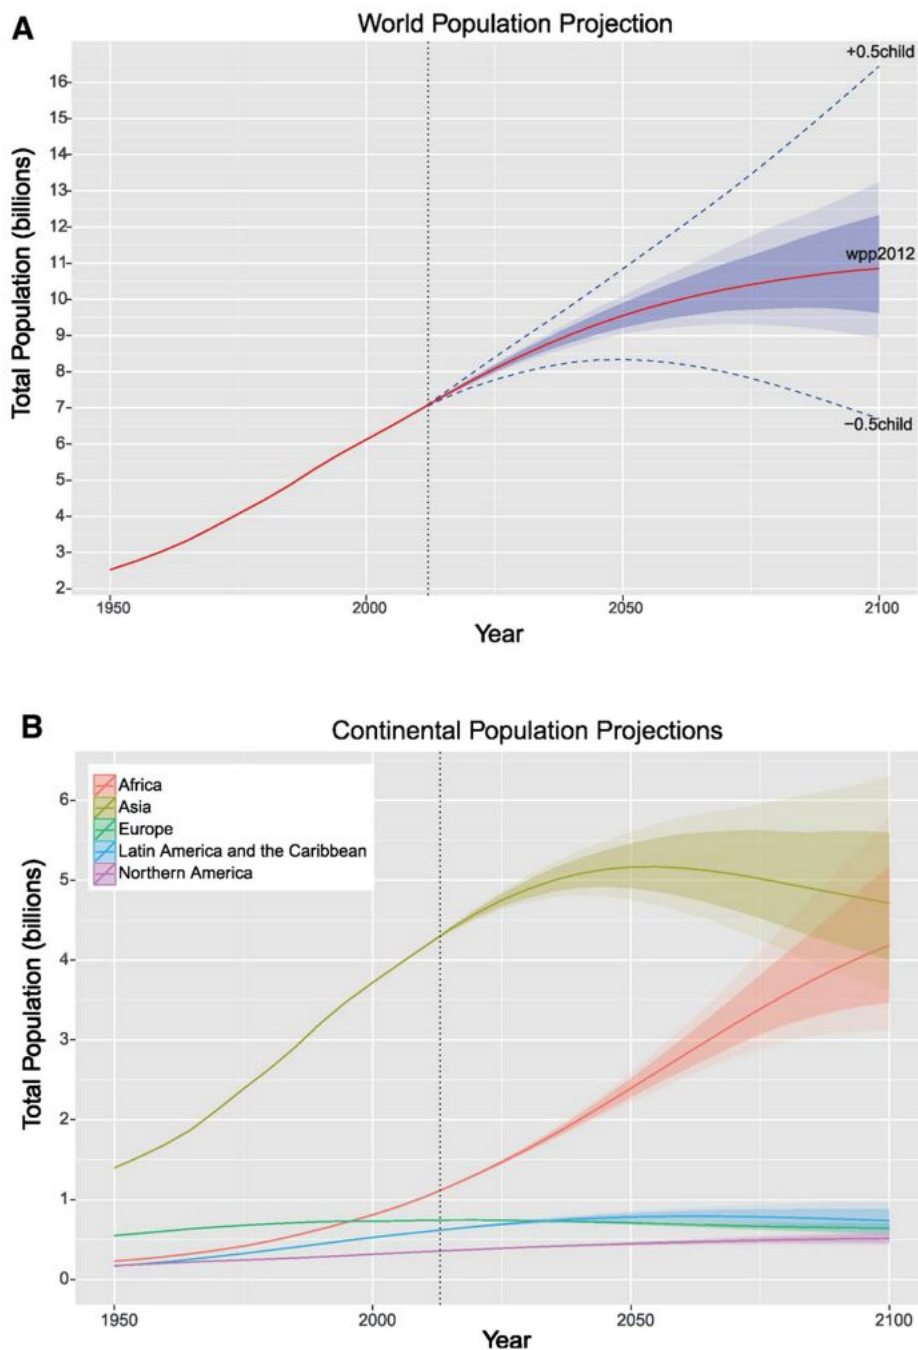 A
World Population Projection
Total Population (billions)
16
15
14
13
12
11
10
9
8
7
6
5
4
3
2
+0.5child
wpp2012
−0.5child
1950
2000
2050
2100
Year
B
Continental Population Projections
Total Population (billions)
6
5
4
3
2
1
0
Africa
Asia
Europe
Latin America and the Caribbean
Northern America
1950
2000
2050
2100
Year